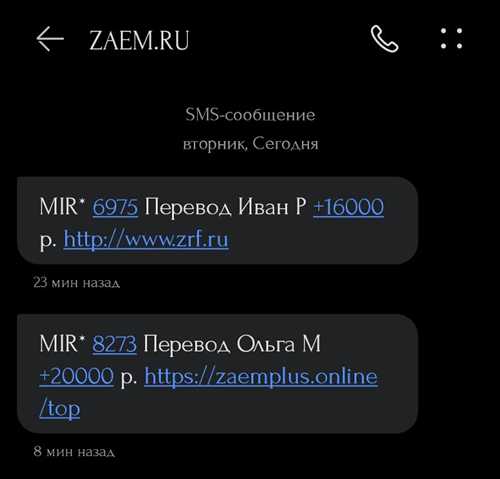 ZAEM.RU
SMS-сообщение
вторник, Сегодня
MIR* 6975 Перевод Иван Р +16000
р. http://www.zrf.ru
23 мин назад
MIR* 8273 Перевод Ольга М
+20000 р. https://zaemplus.online
/top
8 мин назад